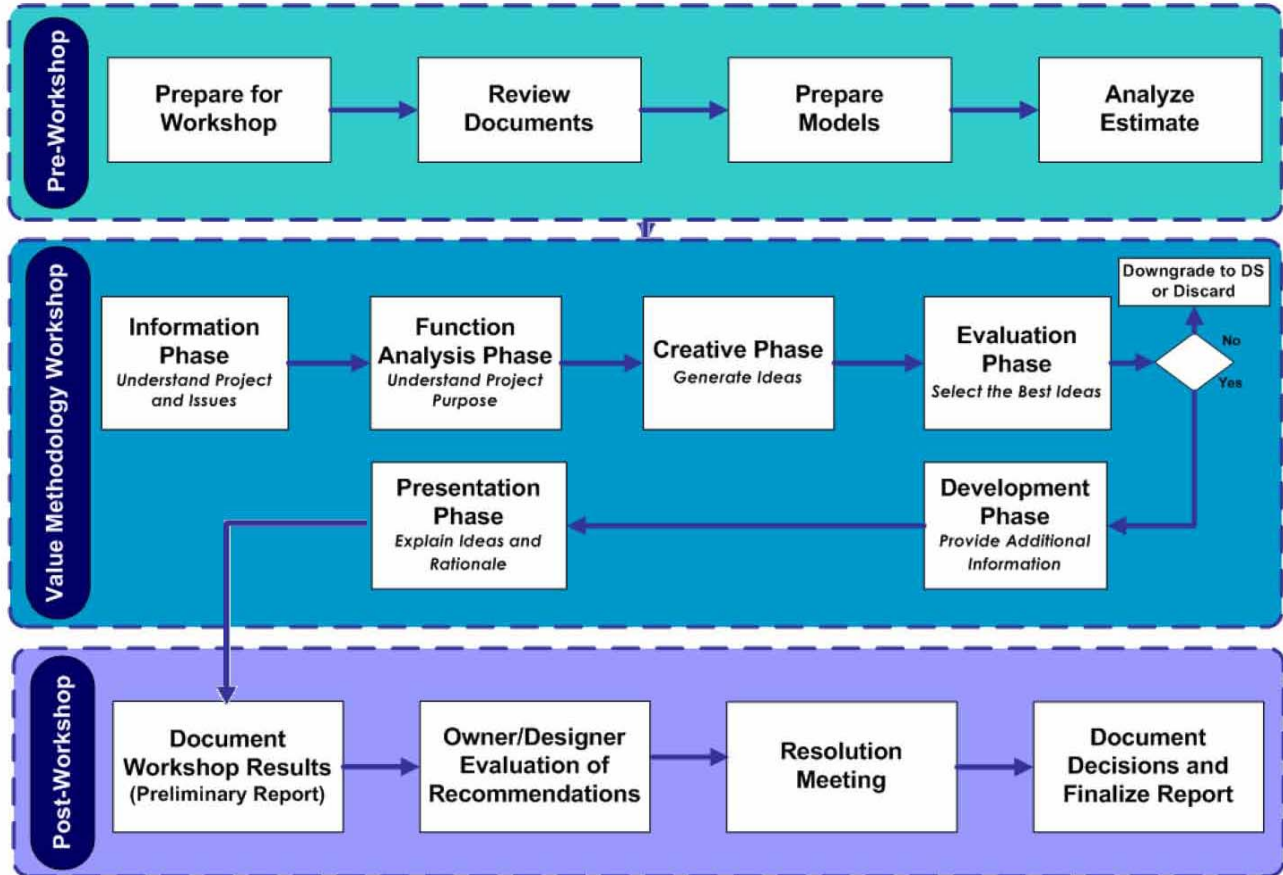 Pre-Workshop
Prepare for
Workshop
Review
Documents
Prepare
Models
Analyze
Estimate
Value Methodology Workshop
Information
Phase
Understand Project
and Issues
Function
Analysis Phase
Understand Project
Purpose
Creative Phase
Generate Ideas
Evaluation
Phase
Select the Best Ideas
Downgrade to DS
or Discard
No
Yes
Presentation
Phase
Explain Ideas and
Rationale
Development
Phase
Provide Additional
Information
Post-Workshop
Document
Workshop Results
(Preliminary Report)
Owner/Designer
Evaluation of
Recommendations
Resolution
Meeting
Document
Decisions and
Finalize Report